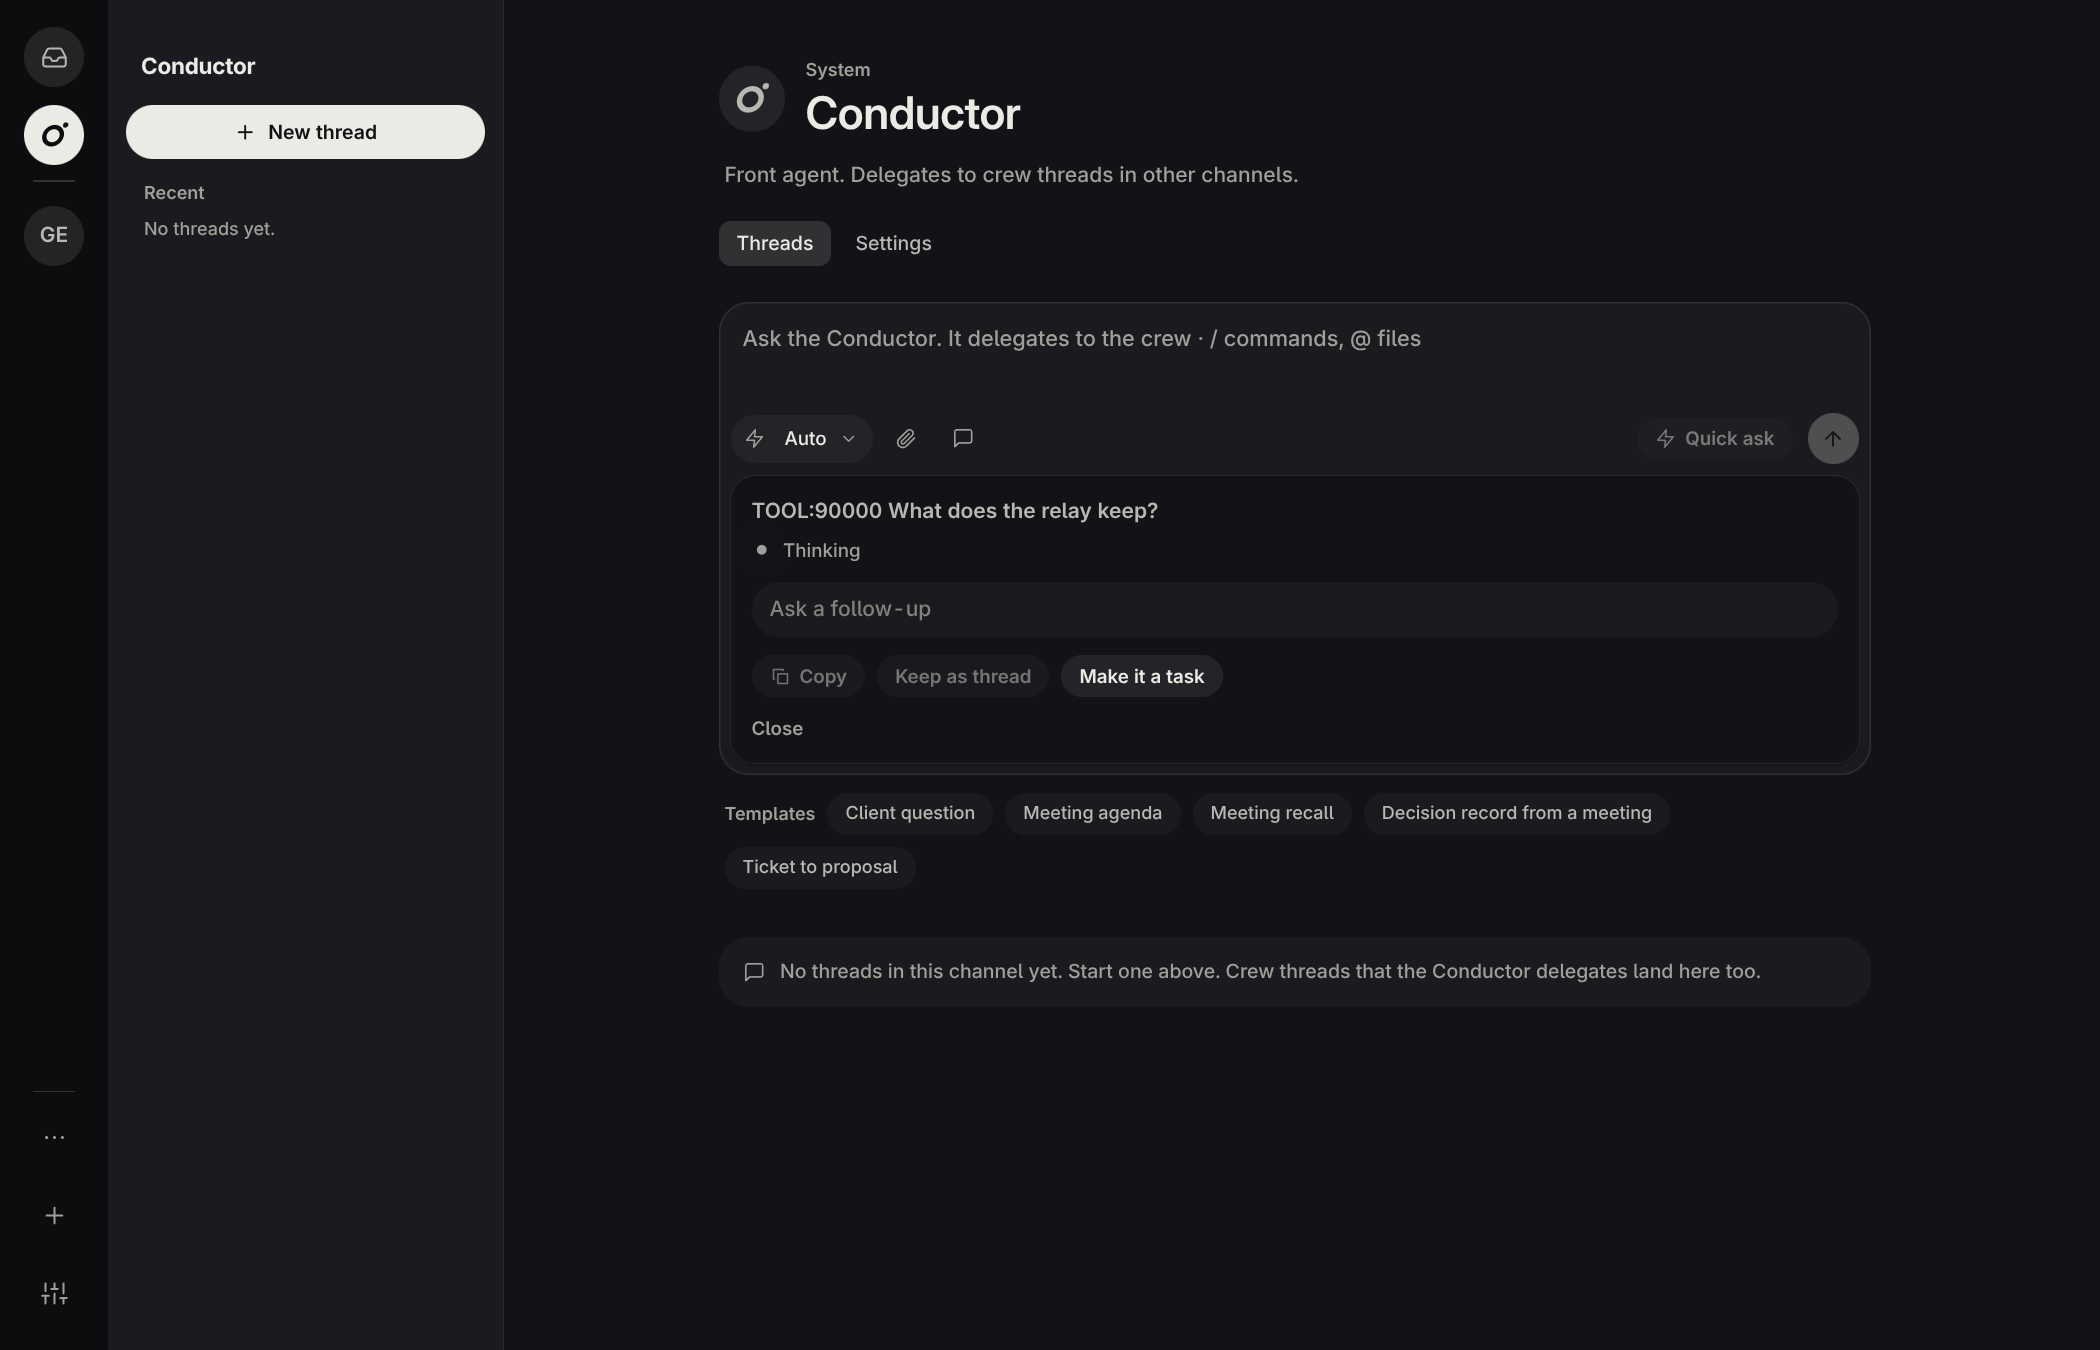 Conductor
New thread
Recent
No threads yet.
GE
System
Conductor
Front agent. Delegates to crew threads in other channels.
Threads Settings
Ask the Conductor. It delegates to the crew · / commands, @ files
Auto Quick ask
TOOL:90000 What does the relay keep?
Thinking
Ask a follow-up
Copy Keep as thread Make it a task
Close
Templates Client question Meeting agenda Meeting recall Decision record from a meeting
Ticket to proposal
No threads in this channel yet. Start one above. Crew threads that the Conductor delegates land here too.